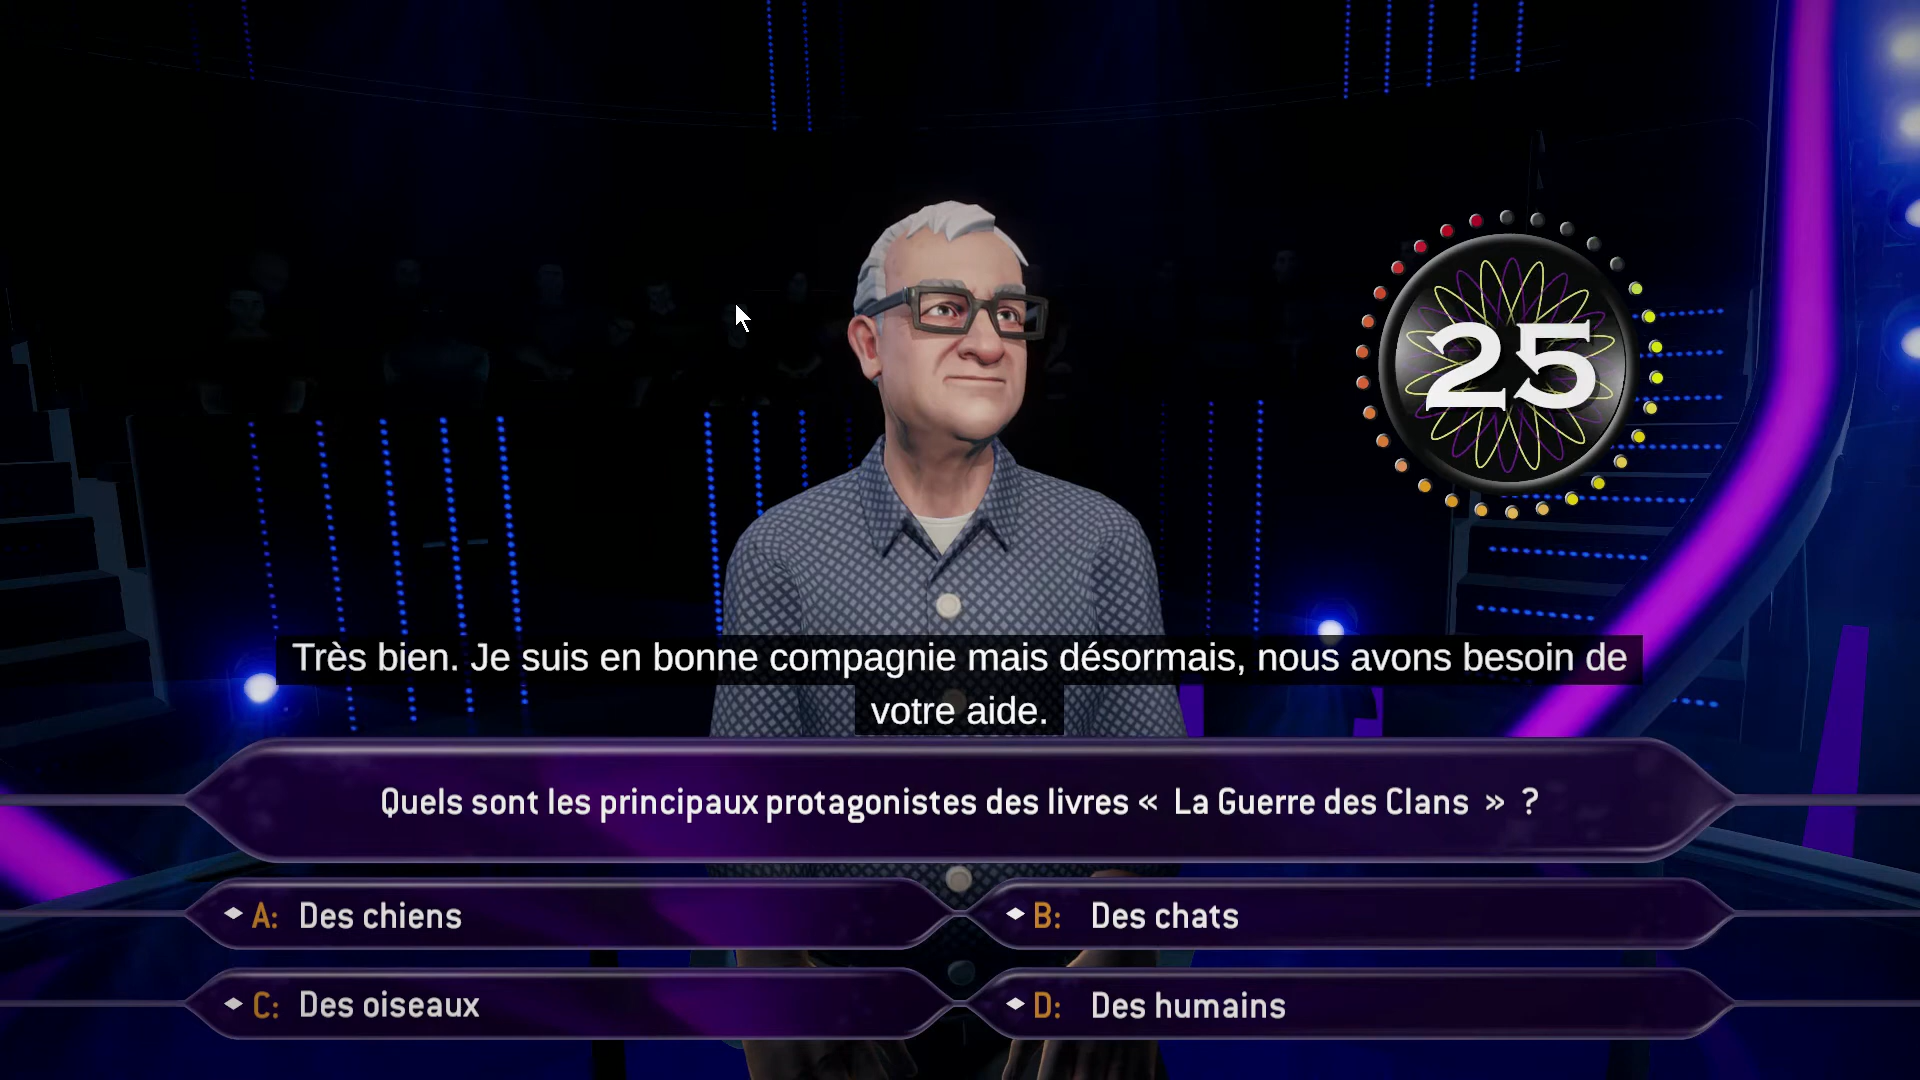 25
Très bien. Je suis en bonne compagnie mais désormais, nous avons besoin de
votre aide.
Quels sont les principaux protagonistes des livres « La Guerre des Clans » ?
A: Des chiens
B: Des chats
C: Des oiseaux
D: Des humains